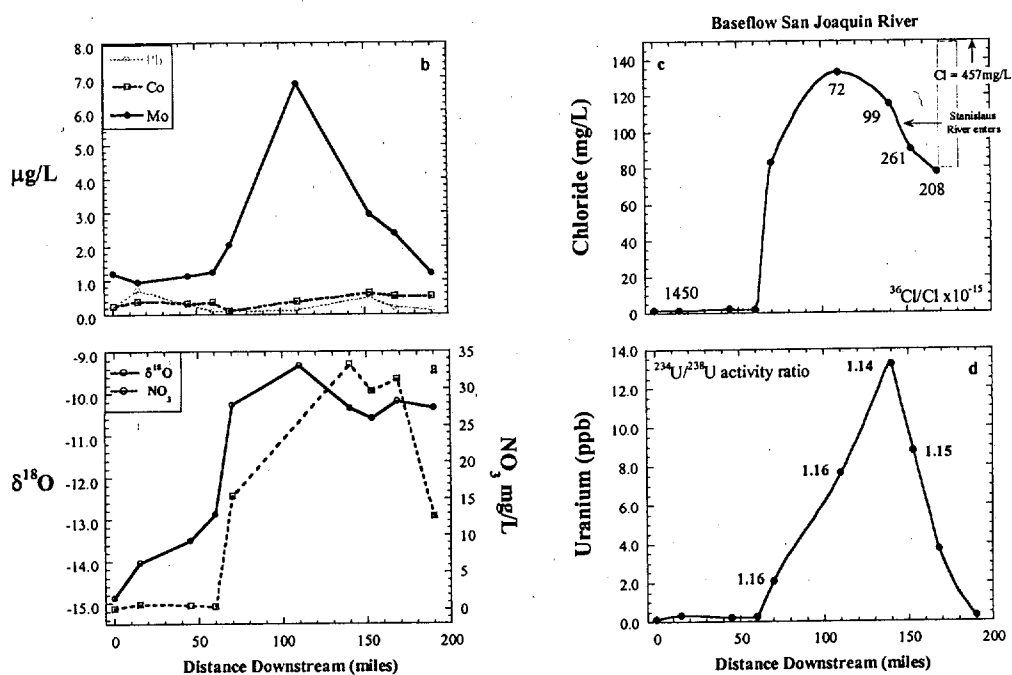 Baseflow San Joaquin River
8.0
7.0
6.0
5.0
4.0
3.0
2.0
1.0
0.0
µg/L
Pb
Co
Mo
b
140
120
100
80
60
40
20
0
Chloride (mg/L)
c
Cl = 457mg/L
72
99
Stanislaus
River enters
261
208
1450
³⁶Cl/Cl x10⁻¹⁵
-9.0
-10.0
-11.0
-12.0
-13.0
-14.0
-15.0
δ¹⁸O
δ¹⁸O
NO₃
a
35
30
25
20
15
10
5
0
NO₃ mg/L
0 50 100 150 200
Distance Downstream (miles)
14.0
12.0
10.0
8.0
6.0
4.0
2.0
0.0
Uranium (ppb)
²³⁴U/²³⁸U activity ratio
1.14
d
1.16
1.15
1.16
0 50 100 150 200
Distance Downstream (miles)